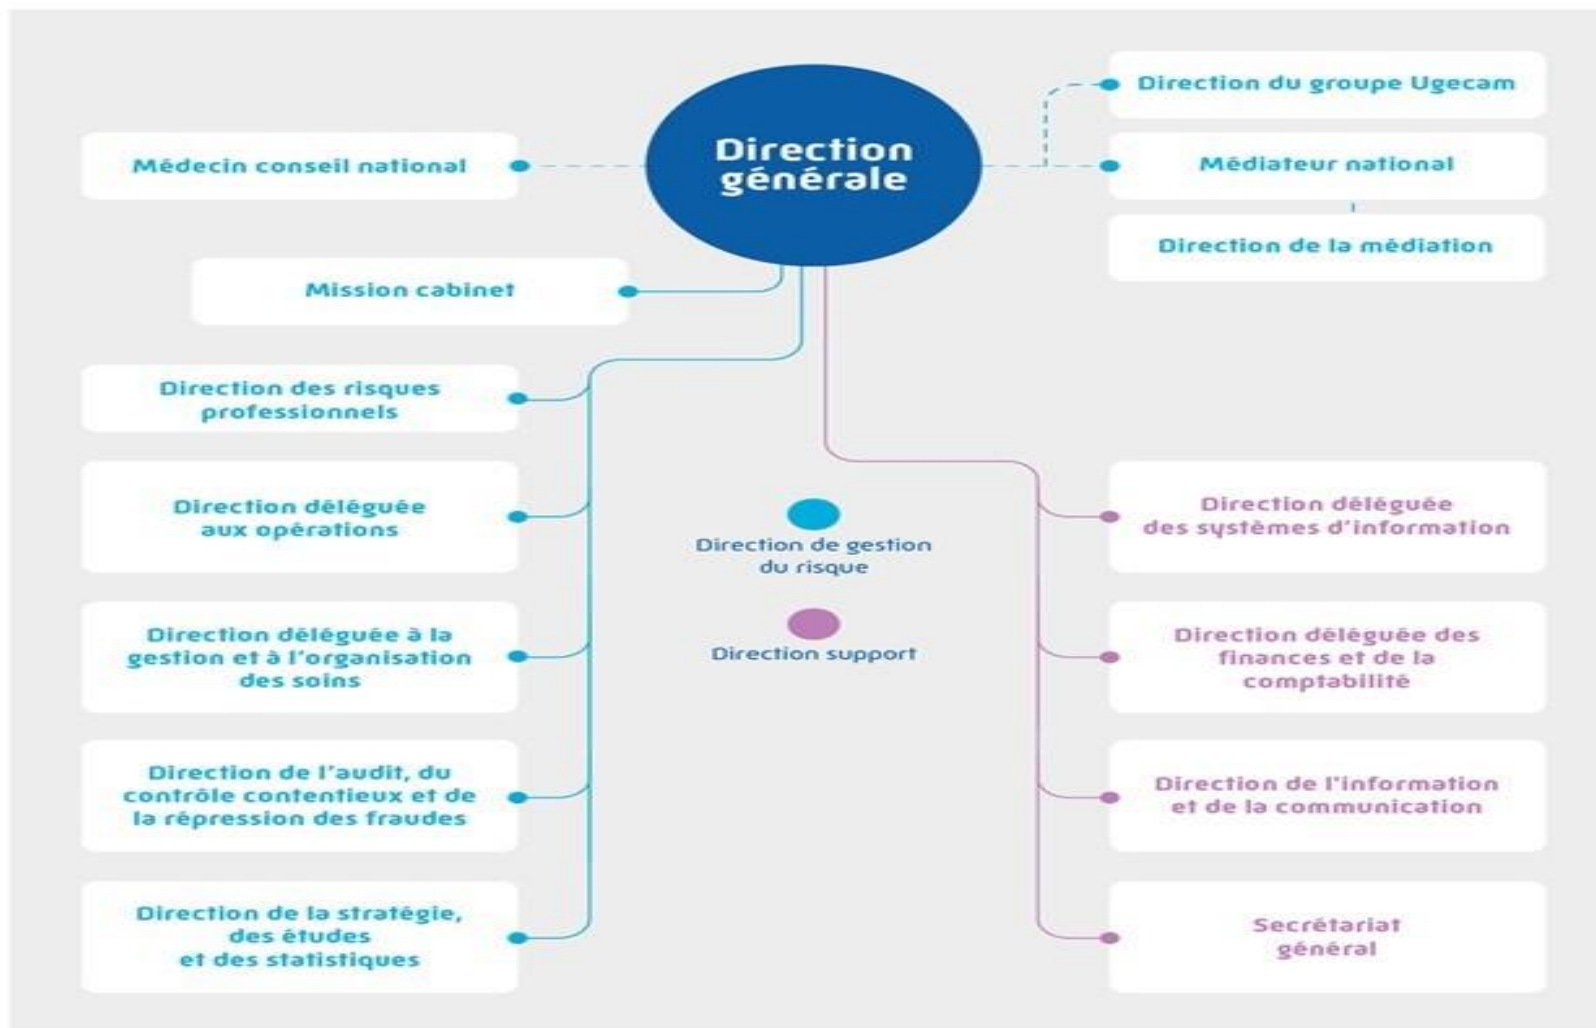 Direction
générale
Direction du groupe Ugecam
Médecin conseil national
Médiateur national
Direction de la médiation
Mission cabinet
Direction des risques
professionnels
Direction déléguée
aux opérations
Direction déléguée à la
gestion et à l'organisation
des soins
Direction de l'audit, du
contrôle contentieux et de
la répression des fraudes
Direction de la stratégie,
des études
et des statistiques
Direction de gestion
du risque
Direction support
Direction déléguée
des systèmes d'information
Direction déléguée des
finances et de la
comptabilité
Direction de l'information
et de la communication
Secrétariat
général